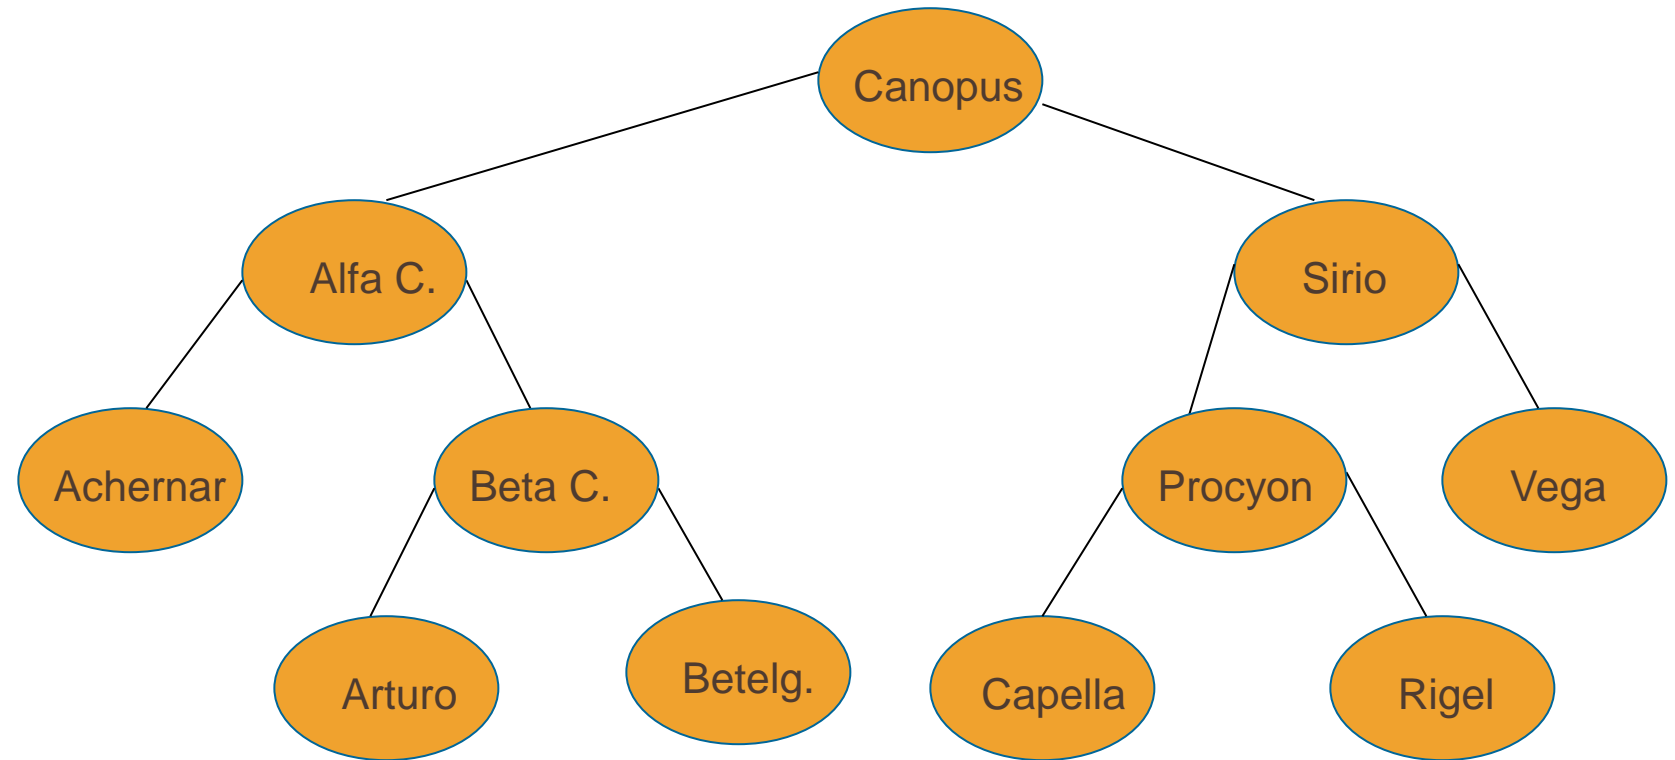 Canopus
Alfa C.
Sirio
Achernar
Beta C.
Procyon
Vega
Arturo
Betelg.
Capella
Rigel